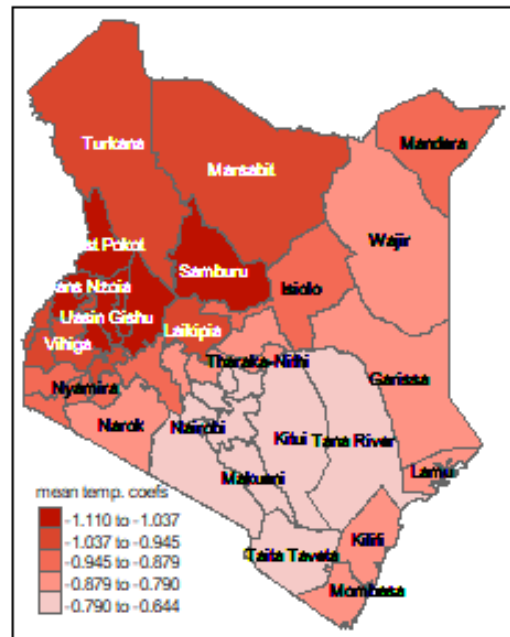 Turkana
Mandera
Marsabit
Wajir
st Pokot
Samburu
ans Nzoia
Isiolo
Uasin Gishu
Laikipia
Vihiga
Tharaka-Nithi
Garissa
Nyamira
Narok
Nairobi
Kitui
Tana River
Lamu
Makueni
mean temp. coefs
-1.110 to -1.037
-1.037 to -0.945
-0.945 to -0.879
-0.879 to -0.790
-0.790 to -0.644
Kilifi
Taita Taveta
Mombasa